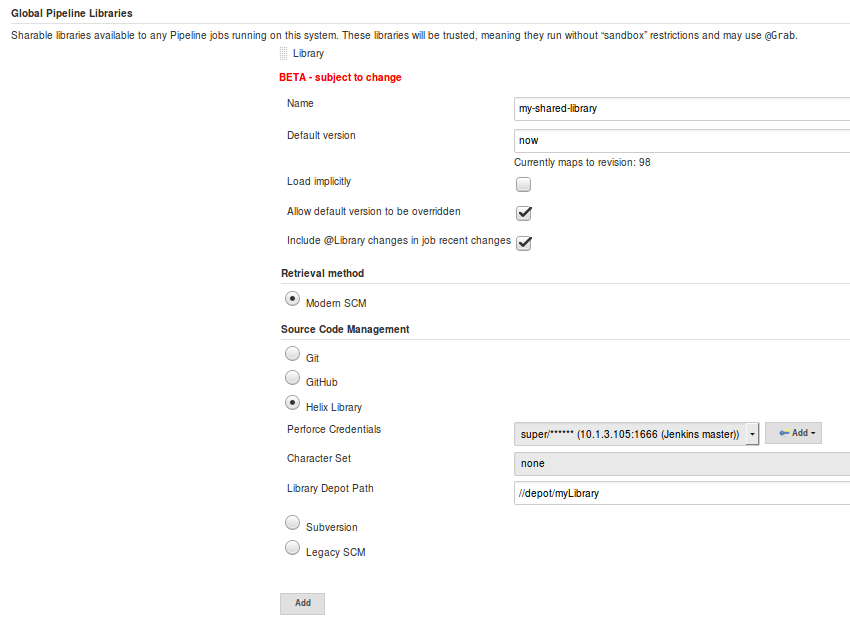 Global Pipeline Libraries
Sharable libraries available to any Pipeline jobs running on this system. These libraries will be trusted, meaning they run without “sandbox” restrictions and may use @Grab.
Library
BETA - subject to change
Name
my-shared-library
Default version
now
Currently maps to revision: 98
Load implicitly
Allow default version to be overridden
Include @Library changes in job recent changes
Retrieval method
Modern SCM
Source Code Management
Git
GitHub
Helix Library
Perforce Credentials
super/****** (10.1.3.105:1666 (Jenkins master))
Add
Character Set
none
Library Depot Path
//depot/myLibrary
Subversion
Legacy SCM
Add